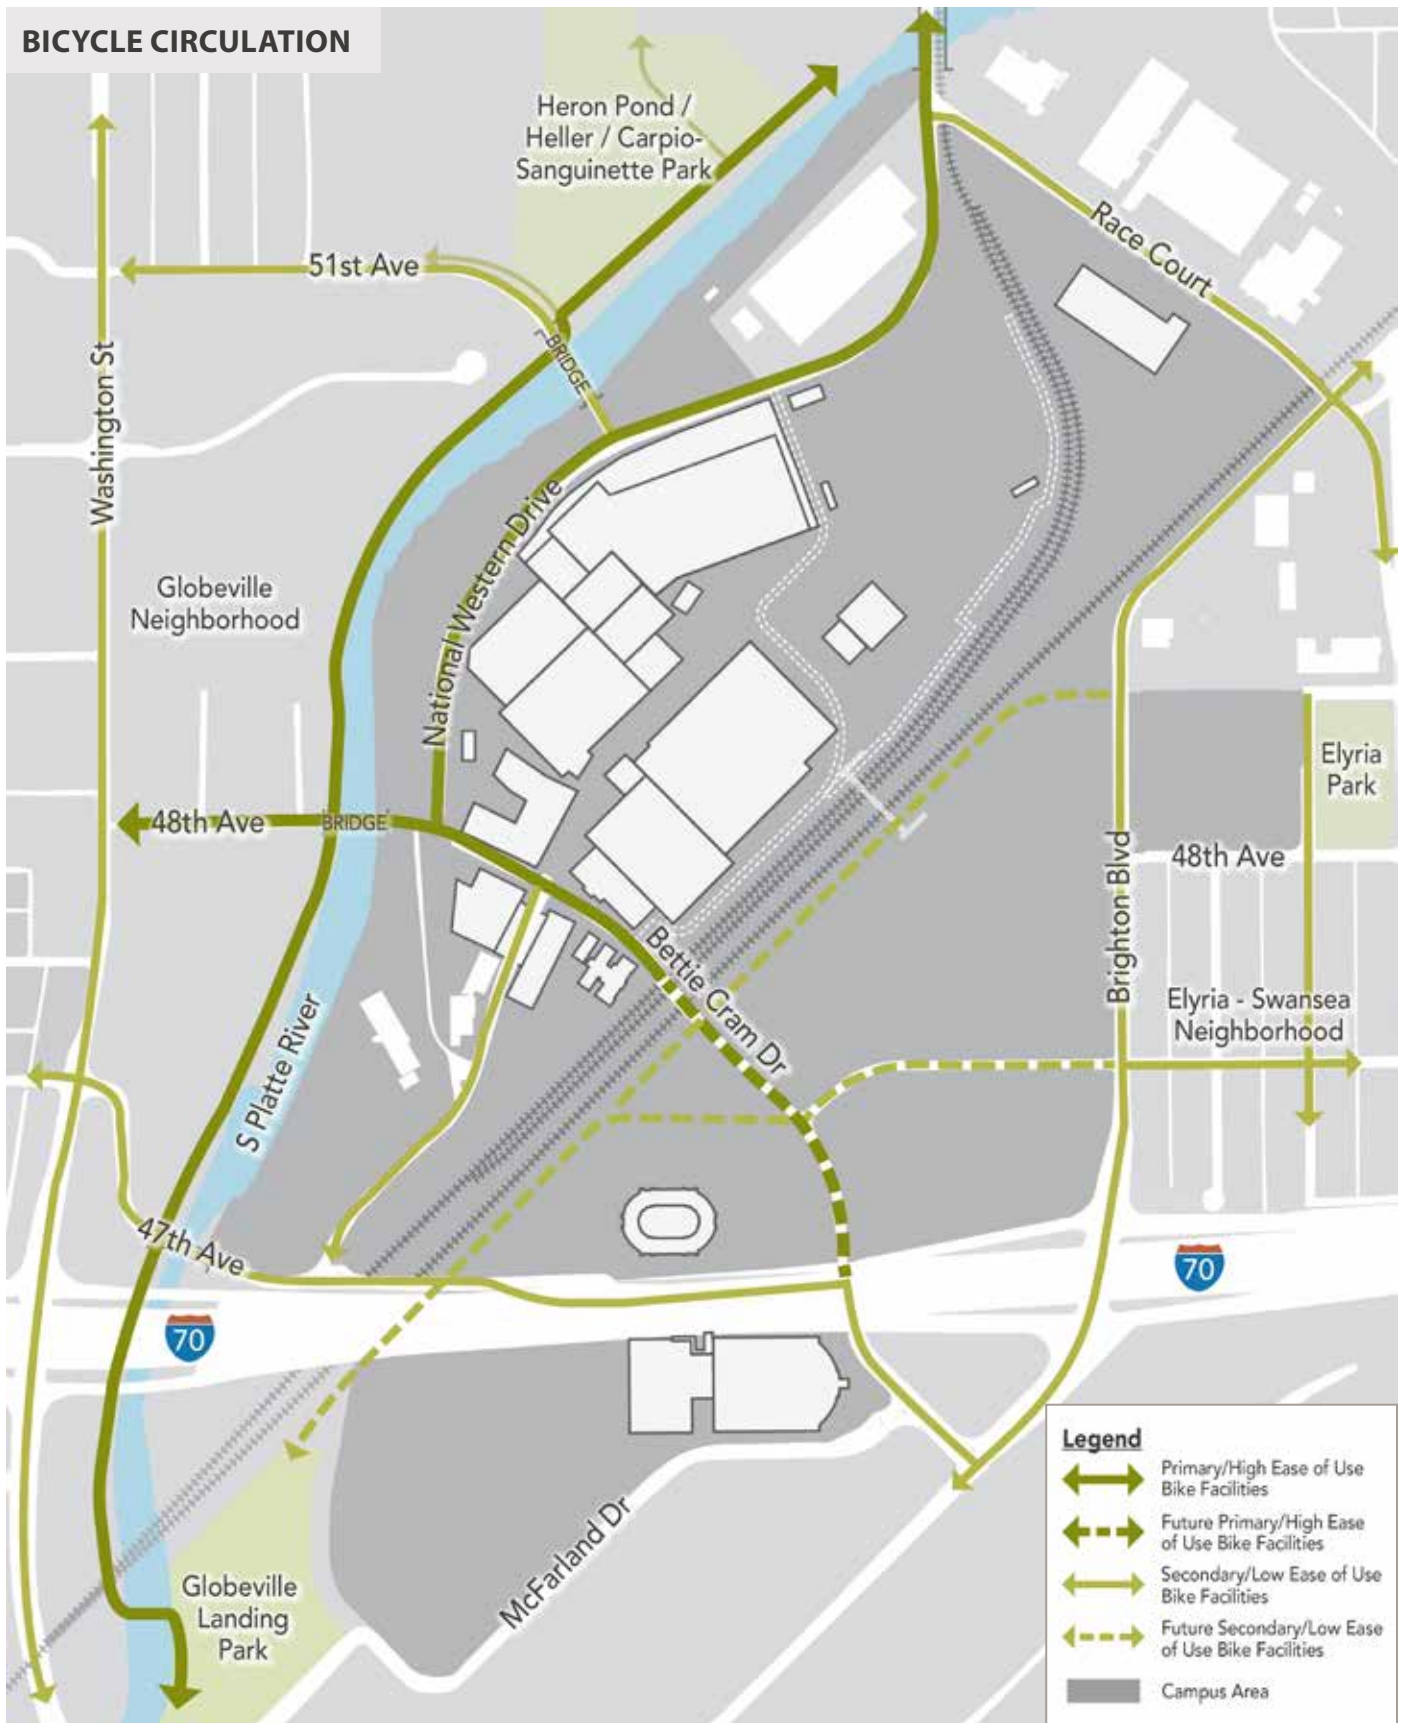 BICYCLE CIRCULATION
Heron Pond /
Heller / Carpio-
Sanguinette Park
51st Ave
Race Court
BRIDGE
Washington St
National Western Drive
Globeville
Neighborhood
Elyria
Park
48th Ave
BRIDGE
48th Ave
Brighton Blvd
Bettie Cram Dr
Elyria - Swansea
Neighborhood
S Platte River
47th Ave
70
70
McFarland Dr
Globeville
Landing
Park
Legend
Primary/High Ease of Use
Bike Facilities
Future Primary/High Ease
of Use Bike Facilities
Secondary/Low Ease of Use
Bike Facilities
Future Secondary/Low Ease
of Use Bike Facilities
Campus Area